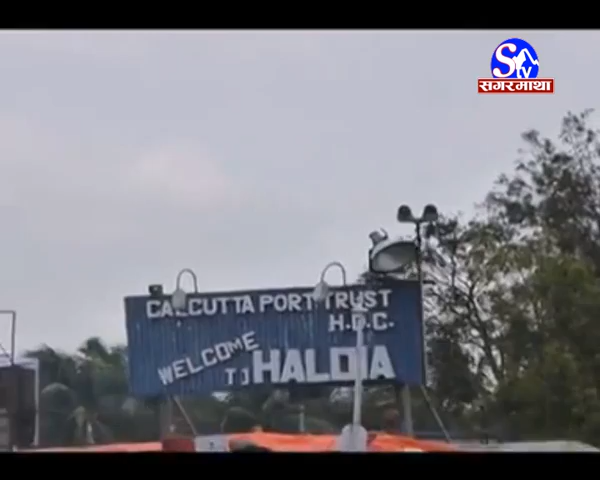 STV
सगरमाथा
CALCUTTA PORT TRUST
H.D.C.
WELCOME
TO HALDIA